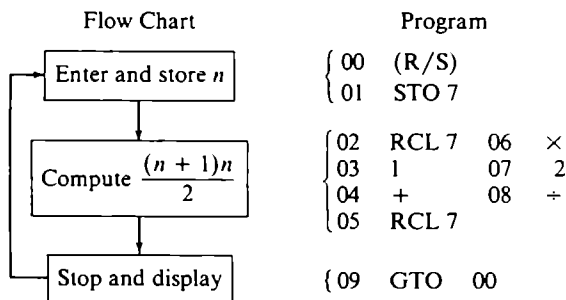 Flow Chart Program
Enter and store n
00 (R/S)
01 STO 7
Compute (n + 1)n / 2
02 RCL 7 06 ×
03 1 07 2
04 + 08 ÷
05 RCL 7
Stop and display
09 GTO 00